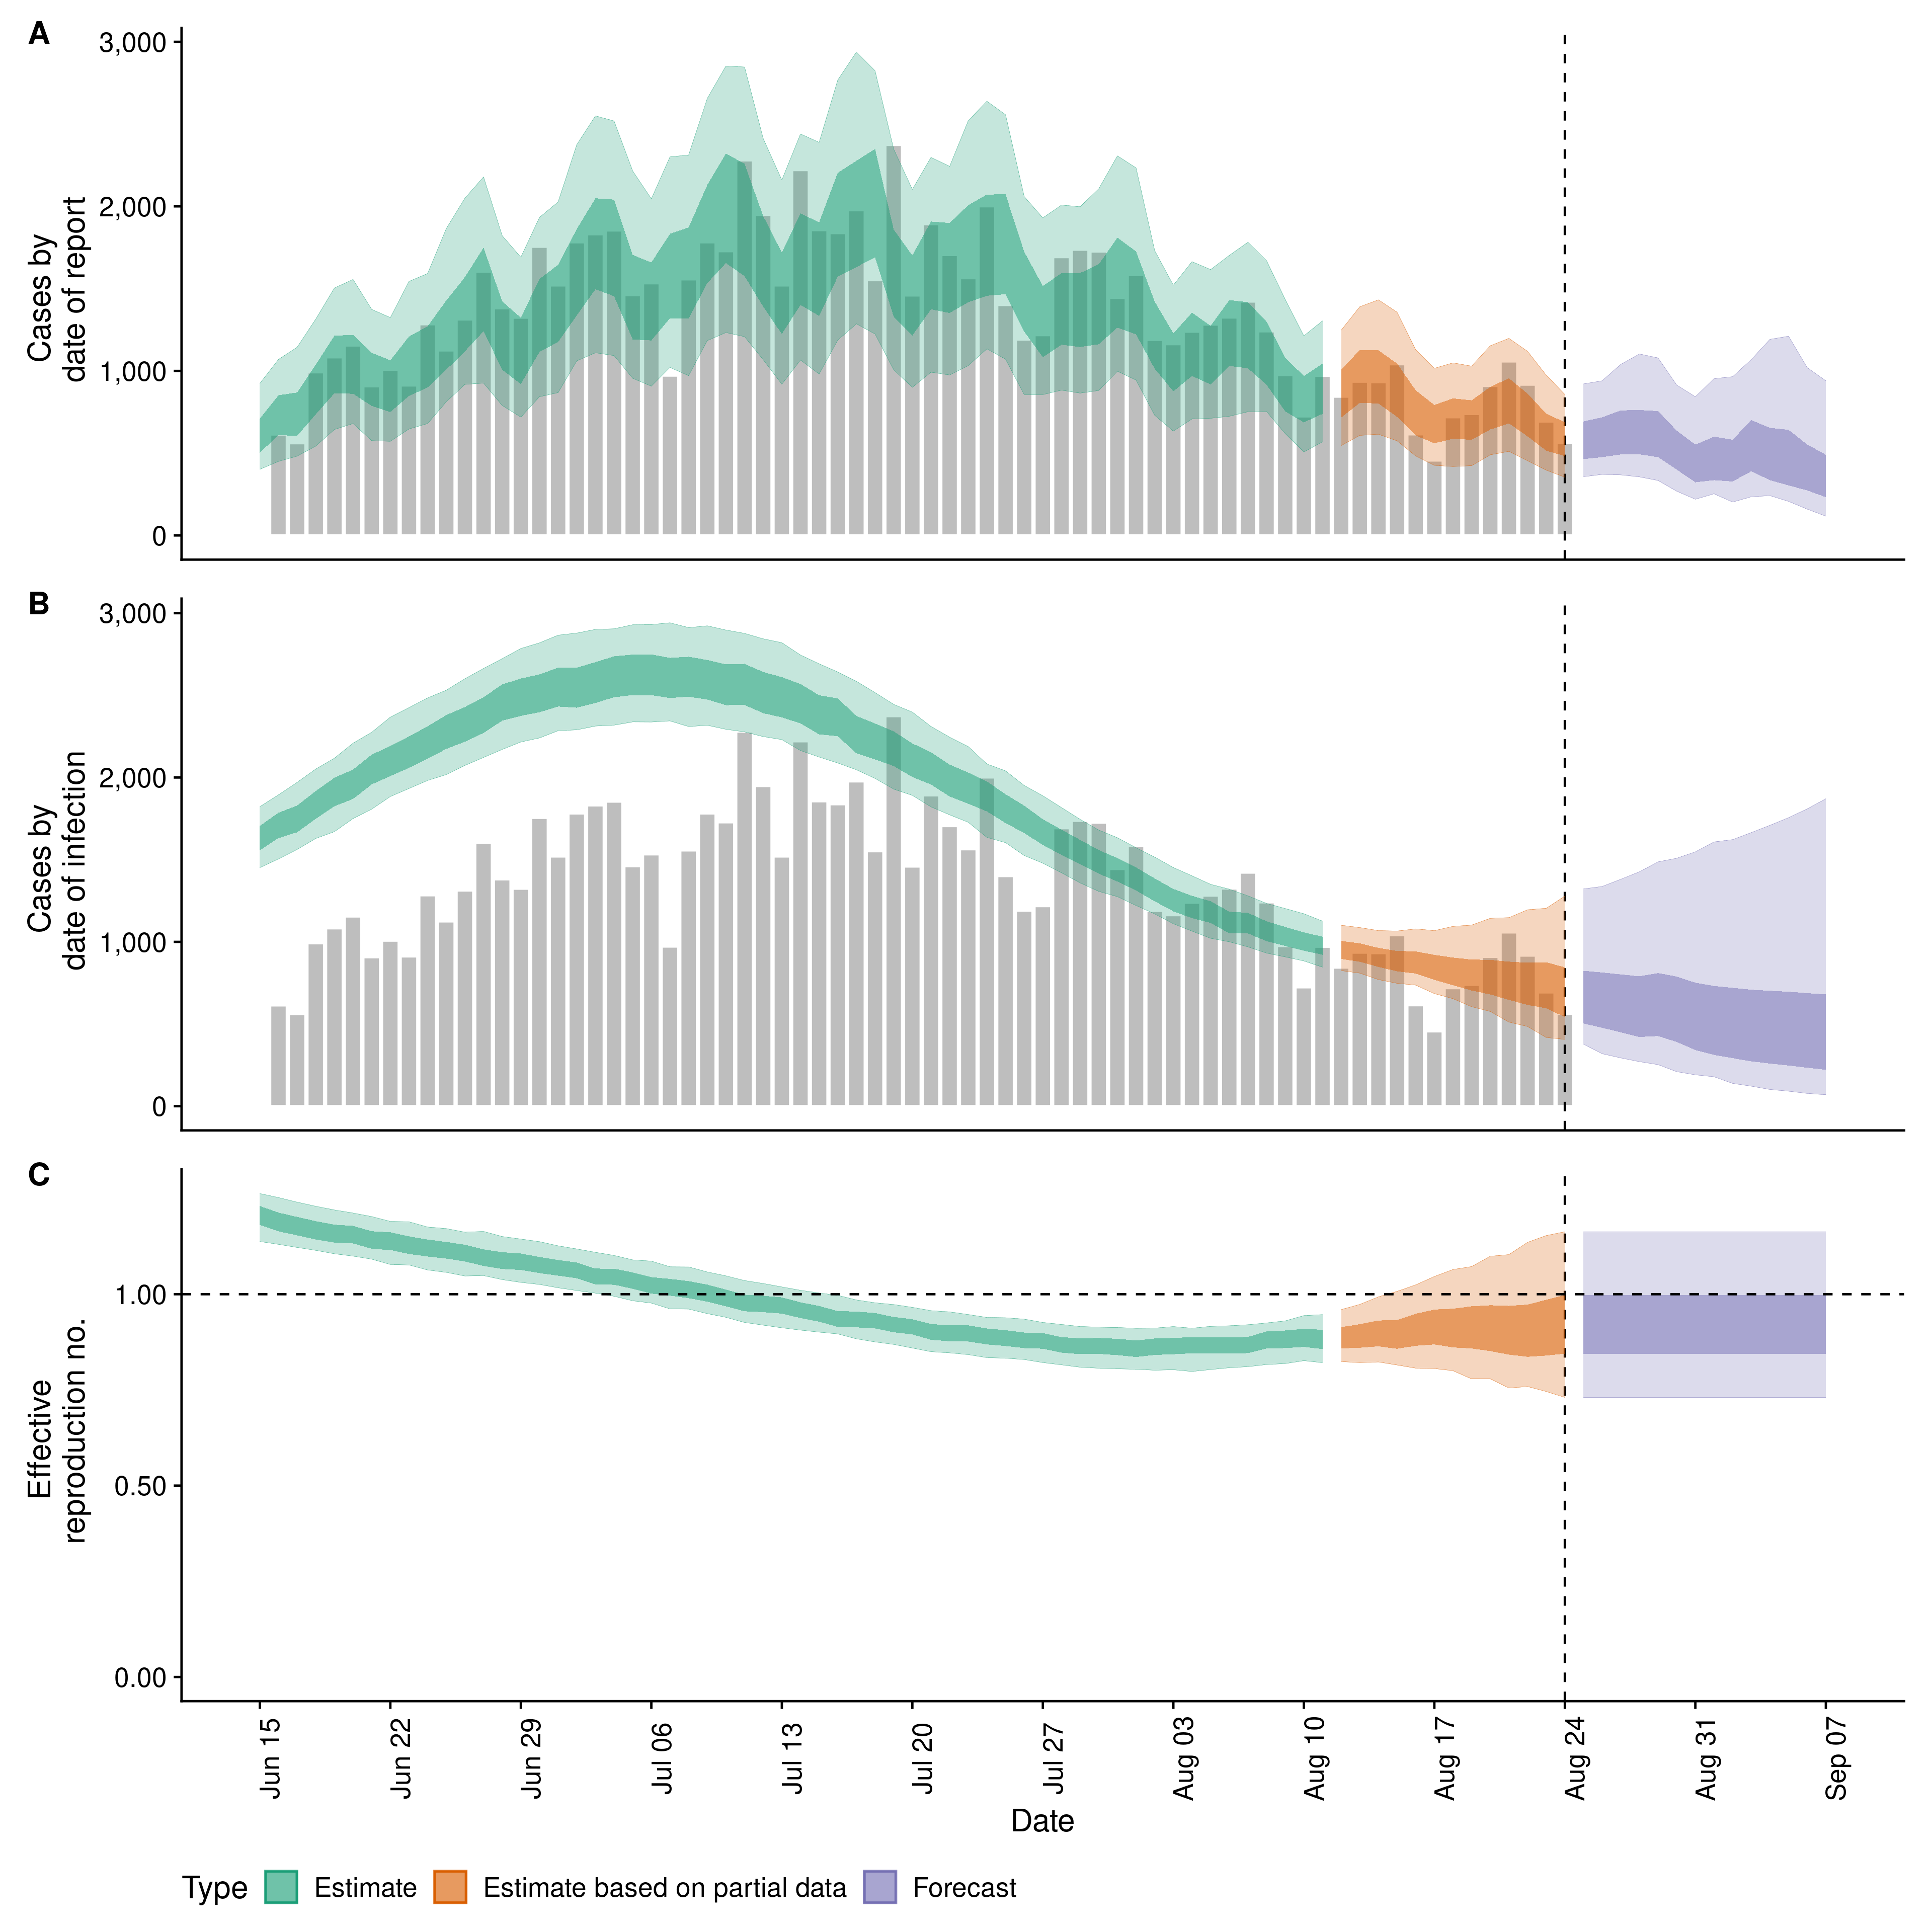 A
Cases by
date of report
3,000
2,000
1,000
0
B
Cases by
date of infection
3,000
2,000
1,000
0
C
Effective
reproduction no.
1.00
0.50
0.00
Jun 15
Jun 22
Jun 29
Jul 06
Jul 13
Jul 20
Jul 27
Aug 03
Aug 10
Aug 17
Aug 24
Aug 31
Sep 07
Date
Type Estimate Estimate based on partial data Forecast